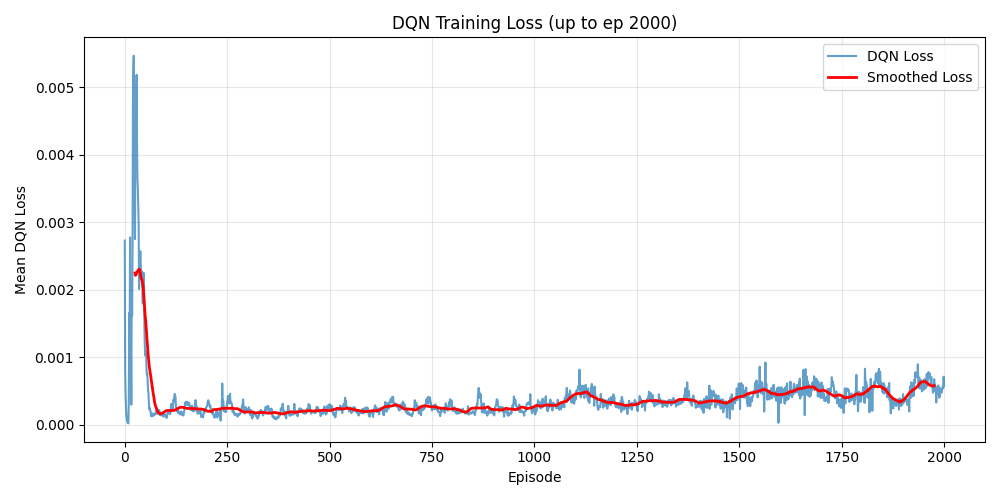 DQN Training Loss (up to ep 2000)
DQN Loss
Smoothed Loss
Mean DQN Loss
0.005
0.004
0.003
0.002
0.001
0.000
0 250 500 750 1000 1250 1500 1750 2000
Episode